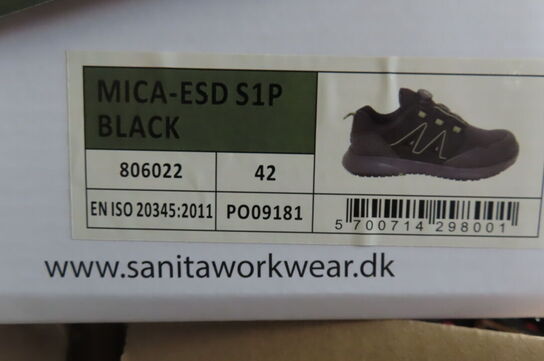 MICA-ESD S1P
BLACK
806022 42
EN ISO 20345:2011 PO09181
5 700714 298001
www.sanitaworkwear.dk